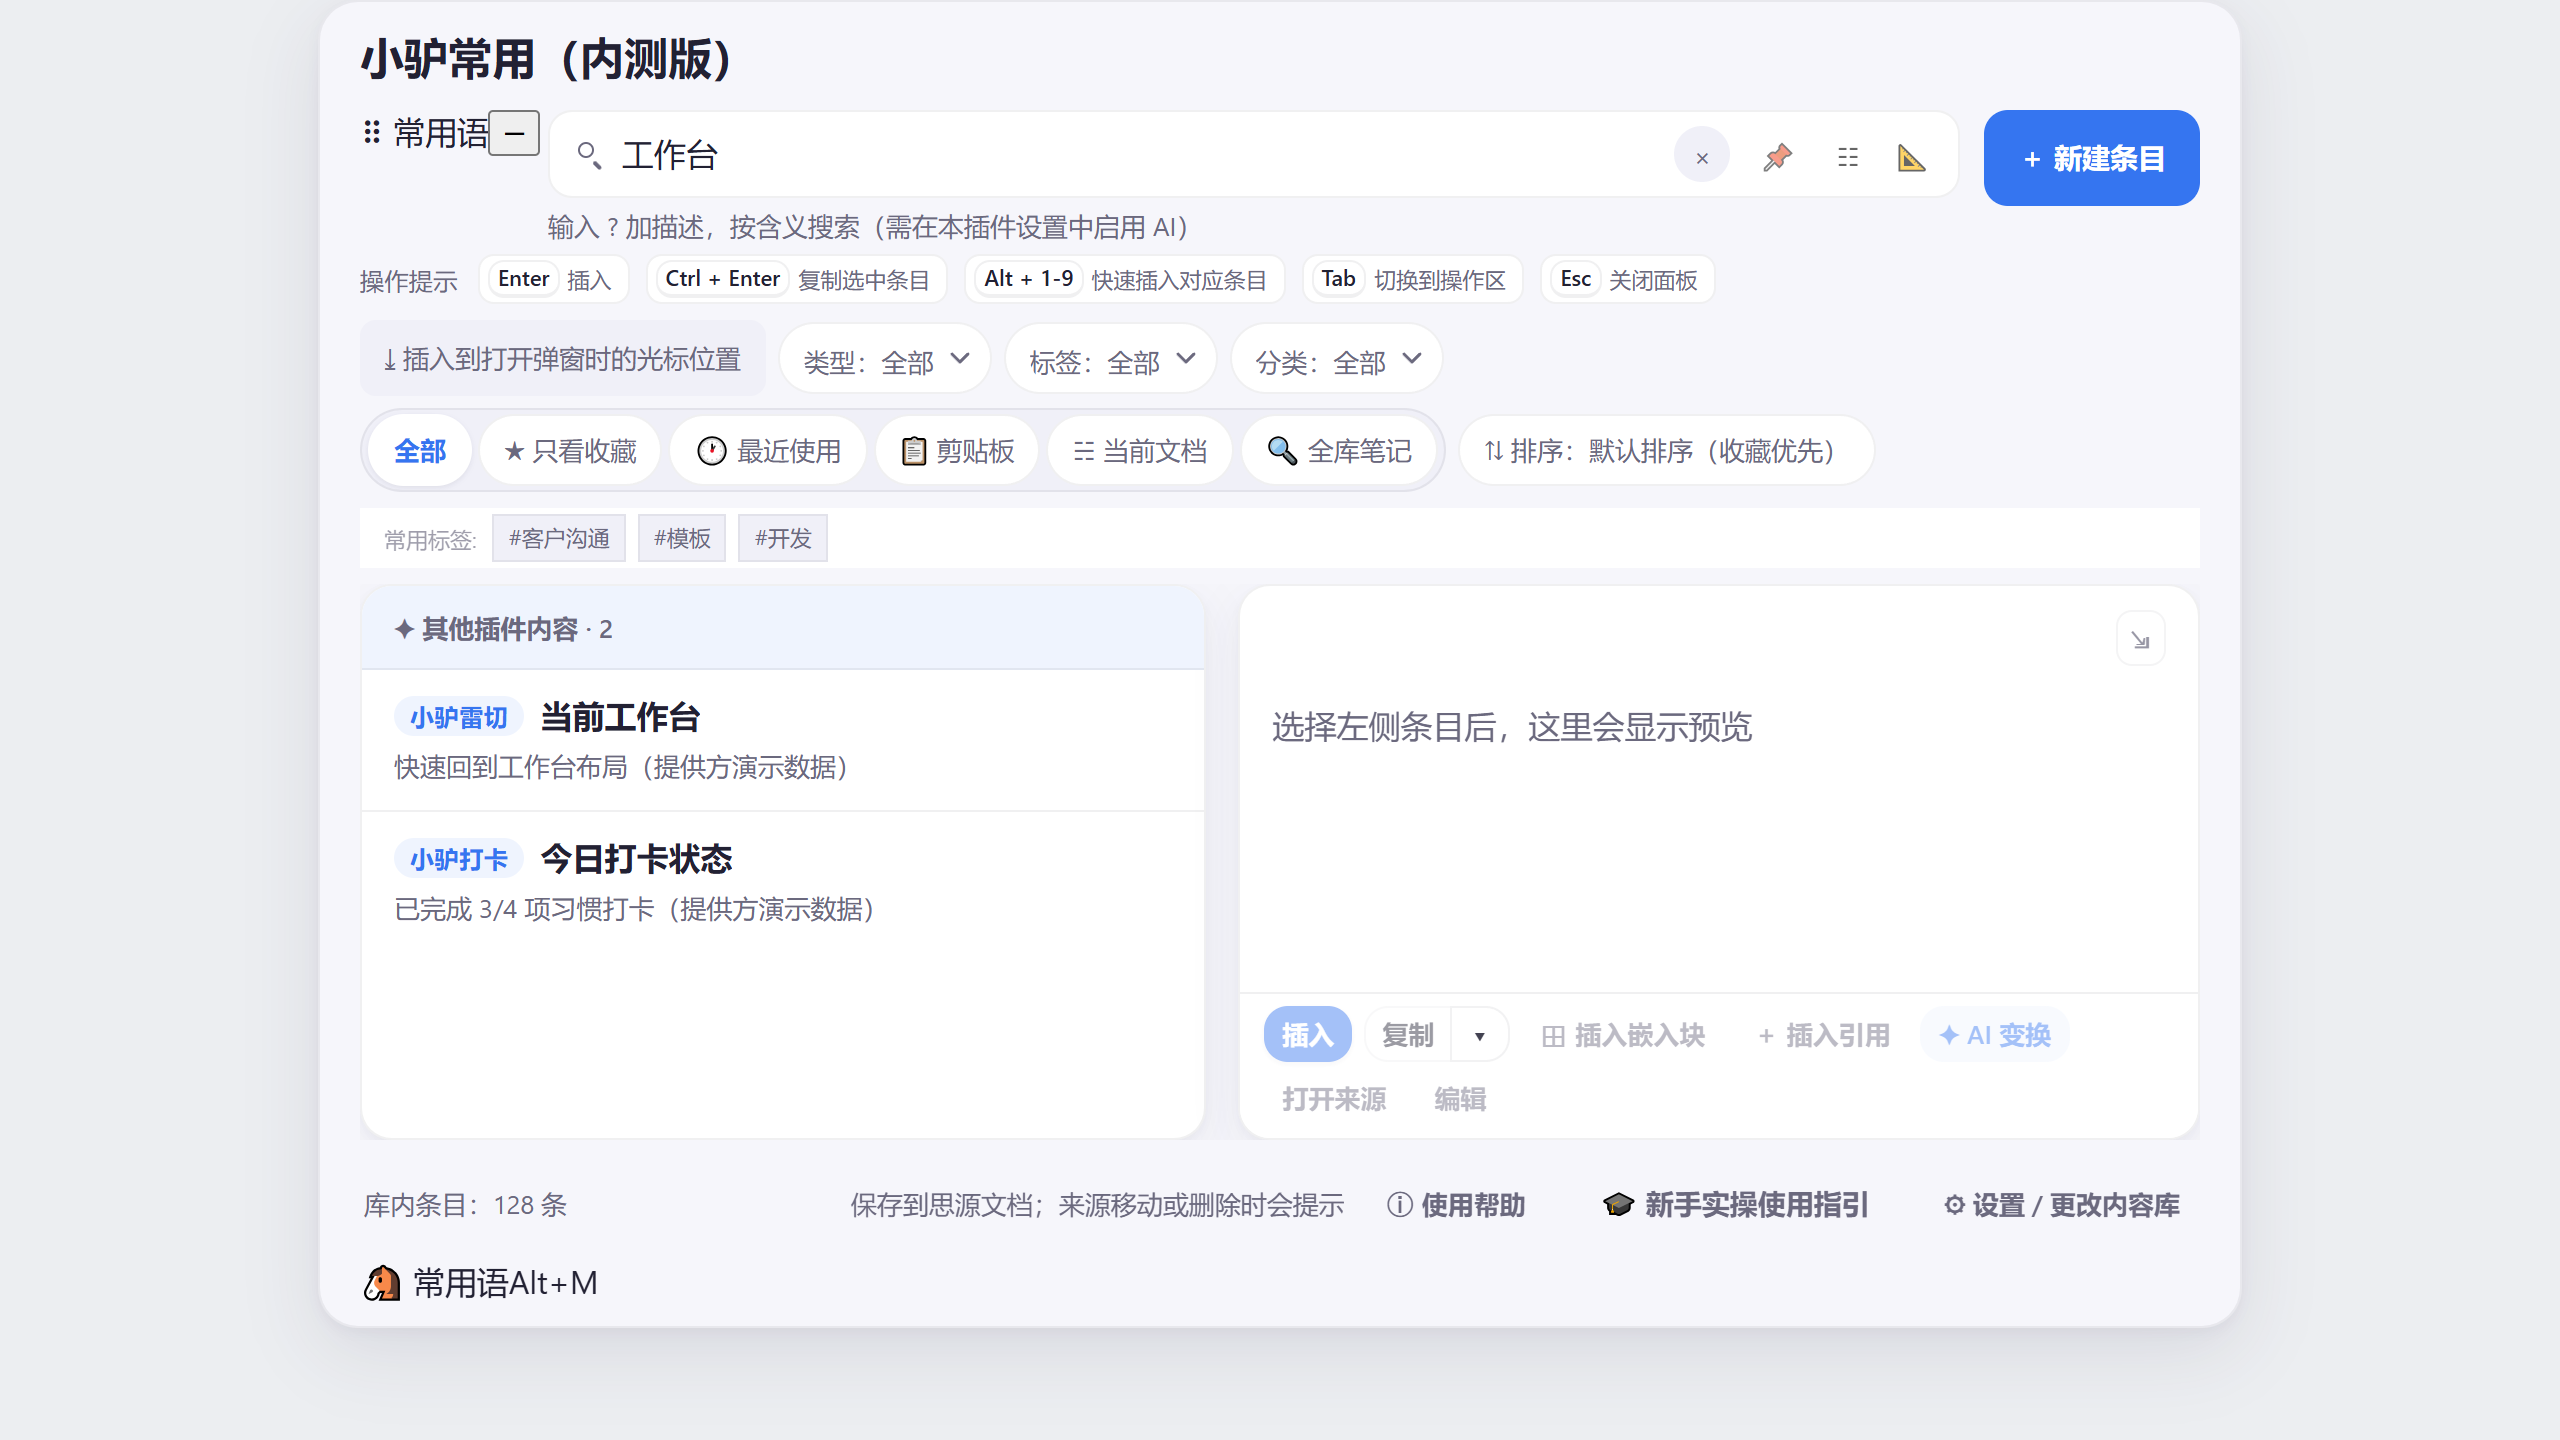 小驴常用（内测版）
⠿ 常用语 −
工作台
×
+ 新建条目
输入 ? 加描述，按含义搜索（需在本插件设置中启用 AI）
操作提示 Enter 插入 Ctrl + Enter 复制选中条目 Alt + 1-9 快速插入对应条目 Tab 切换到操作区 Esc 关闭面板
⤓插入到打开弹窗时的光标位置 类型：全部 标签：全部 分类：全部
全部 ★ 只看收藏 最近使用 剪贴板 ☵ 当前文档 全库笔记 ⇅ 排序：默认排序（收藏优先）
常用标签: #客户沟通 #模板 #开发
✦ 其他插件内容 · 2
小驴雷切 当前工作台
快速回到工作台布局（提供方演示数据）
小驴打卡 今日打卡状态
已完成 3/4 项习惯打卡（提供方演示数据）
选择左侧条目后，这里会显示预览
插入 复制 ▾ 插入嵌入块 + 插入引用 ✦ AI 变换
打开来源 编辑
库内条目：128 条 保存到思源文档；来源移动或删除时会提示 ⓘ 使用帮助 🎓 新手实操使用指引 ⚙ 设置 / 更改内容库
常用语Alt+M